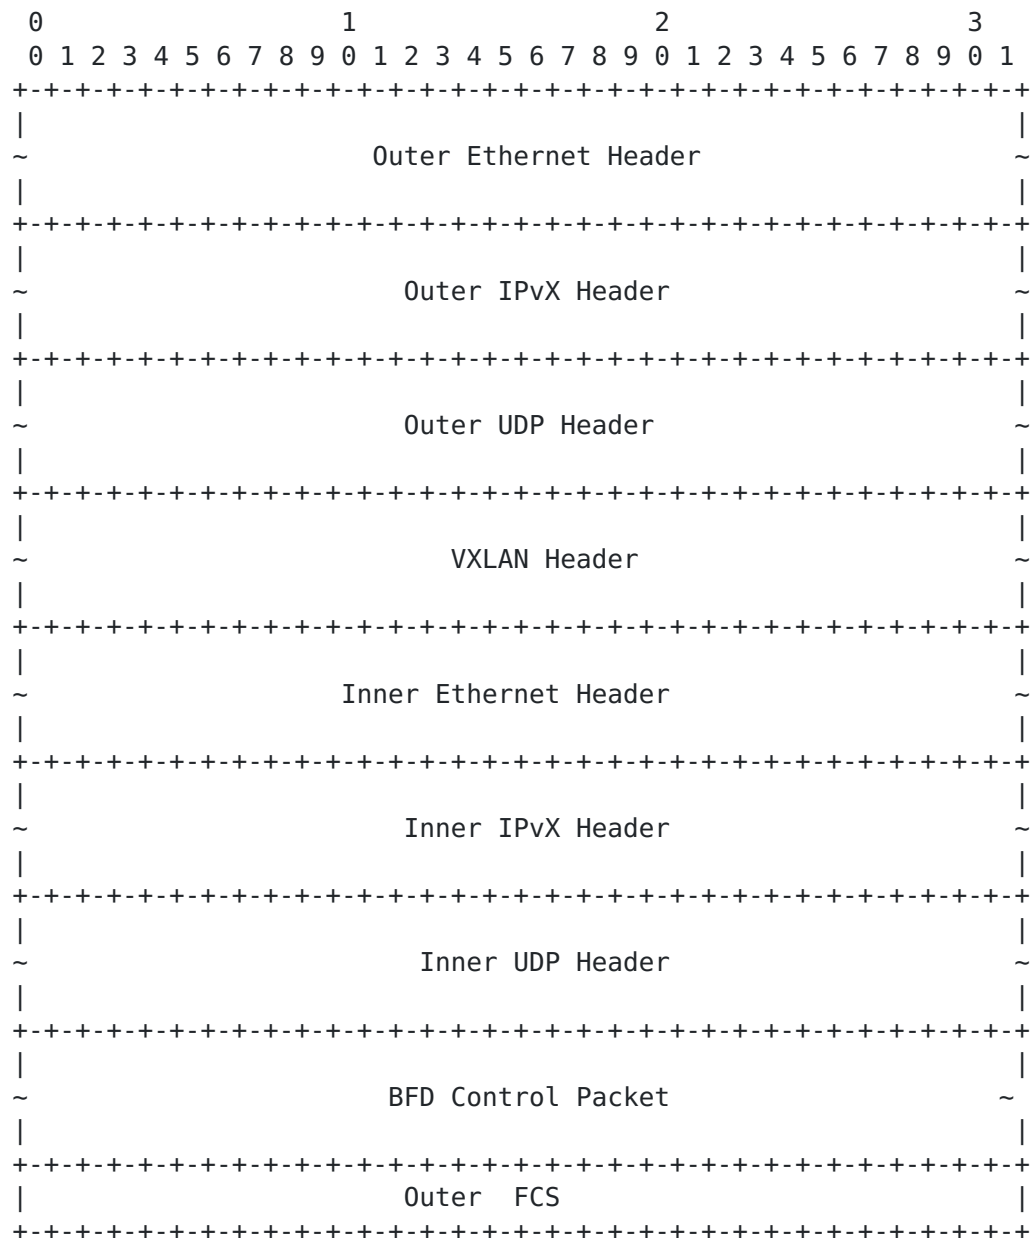 0                   1                   2                   3
 0 1 2 3 4 5 6 7 8 9 0 1 2 3 4 5 6 7 8 9 0 1 2 3 4 5 6 7 8 9 0 1
+-+-+-+-+-+-+-+-+-+-+-+-+-+-+-+-+-+-+-+-+-+-+-+-+-+-+-+-+-+-+-+-+
|                                                               |
~                      Outer Ethernet Header                    ~
|                                                               |
+-+-+-+-+-+-+-+-+-+-+-+-+-+-+-+-+-+-+-+-+-+-+-+-+-+-+-+-+-+-+-+-+
|                                                               |
~                        Outer IPvX Header                      ~
|                                                               |
+-+-+-+-+-+-+-+-+-+-+-+-+-+-+-+-+-+-+-+-+-+-+-+-+-+-+-+-+-+-+-+-+
|                                                               |
~                        Outer UDP Header                       ~
|                                                               |
+-+-+-+-+-+-+-+-+-+-+-+-+-+-+-+-+-+-+-+-+-+-+-+-+-+-+-+-+-+-+-+-+
|                                                               |
~                           VXLAN Header                        ~
|                                                               |
+-+-+-+-+-+-+-+-+-+-+-+-+-+-+-+-+-+-+-+-+-+-+-+-+-+-+-+-+-+-+-+-+
|                                                               |
~                    Inner Ethernet Header                      ~
|                                                               |
+-+-+-+-+-+-+-+-+-+-+-+-+-+-+-+-+-+-+-+-+-+-+-+-+-+-+-+-+-+-+-+-+
|                                                               |
~                        Inner IPvX Header                      ~
|                                                               |
+-+-+-+-+-+-+-+-+-+-+-+-+-+-+-+-+-+-+-+-+-+-+-+-+-+-+-+-+-+-+-+-+
|                                                               |
~                         Inner UDP Header                      ~
|                                                               |
+-+-+-+-+-+-+-+-+-+-+-+-+-+-+-+-+-+-+-+-+-+-+-+-+-+-+-+-+-+-+-+-+
|                                                               |
~                       BFD Control Packet                     ~
|                                                               |
+-+-+-+-+-+-+-+-+-+-+-+-+-+-+-+-+-+-+-+-+-+-+-+-+-+-+-+-+-+-+-+-+
|                        Outer  FCS                             |
+-+-+-+-+-+-+-+-+-+-+-+-+-+-+-+-+-+-+-+-+-+-+-+-+-+-+-+-+-+-+-+-+